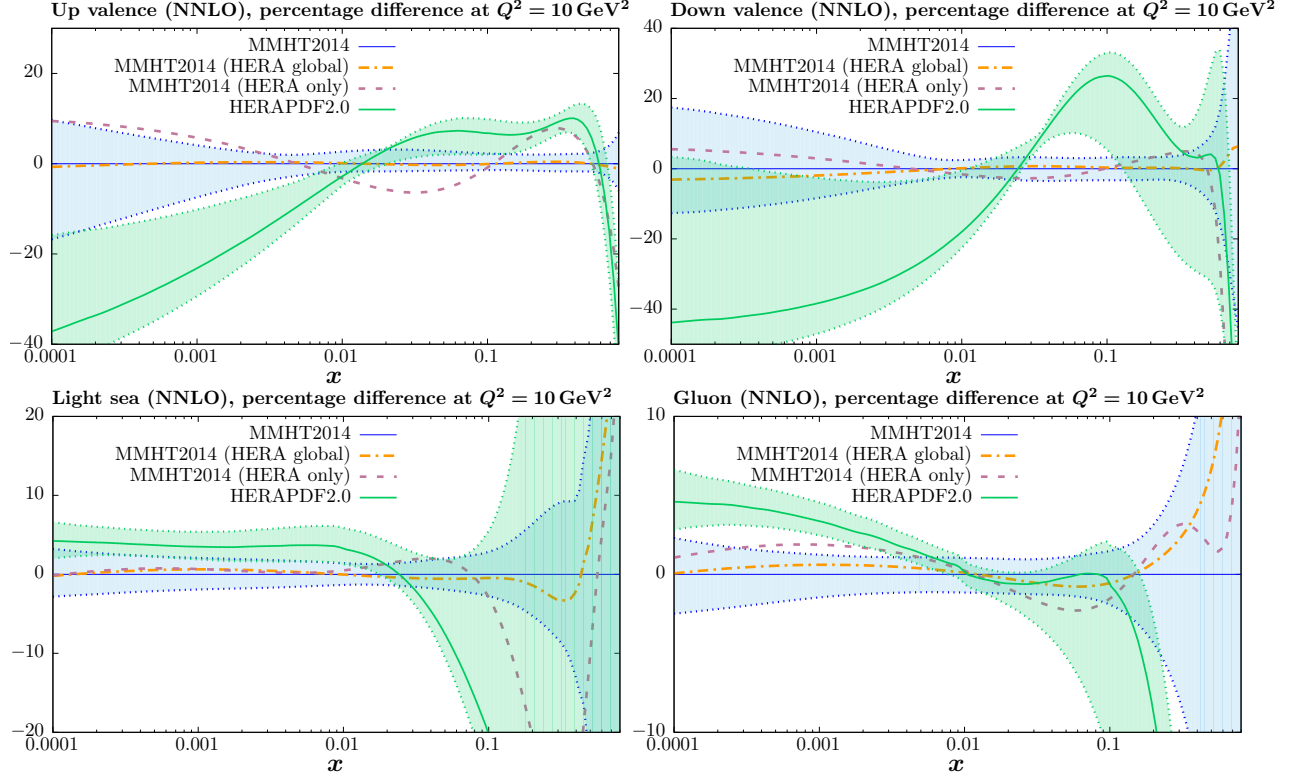 Up valence (NNLO), percentage difference at Q² = 10 GeV²
MMHT2014
MMHT2014 (HERA global)
MMHT2014 (HERA only)
HERAPDF2.0
20
0
−20
−40
0.0001
0.001
0.01
0.1
x
Down valence (NNLO), percentage difference at Q² = 10 GeV²
MMHT2014
MMHT2014 (HERA global)
MMHT2014 (HERA only)
HERAPDF2.0
40
20
0
−20
−40
0.0001
0.001
0.01
0.1
x
Light sea (NNLO), percentage difference at Q² = 10 GeV²
MMHT2014
MMHT2014 (HERA global)
MMHT2014 (HERA only)
HERAPDF2.0
20
10
0
−10
−20
0.0001
0.001
0.01
0.1
x
Gluon (NNLO), percentage difference at Q² = 10 GeV²
MMHT2014
MMHT2014 (HERA global)
MMHT2014 (HERA only)
HERAPDF2.0
10
5
0
−5
−10
0.0001
0.001
0.01
0.1
x